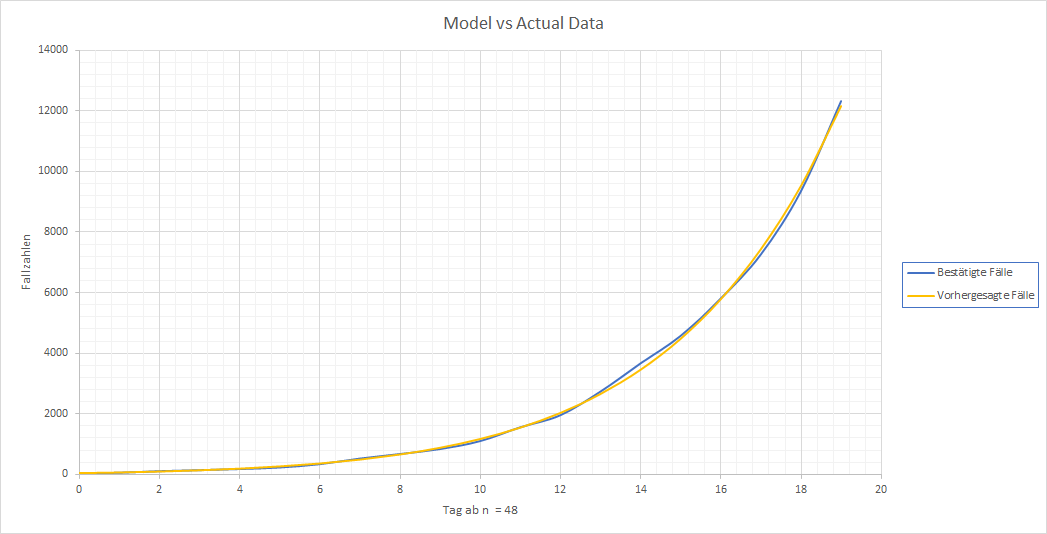 Model vs Actual Data
14000
12000
10000
8000
6000
4000
2000
0
Fallzahlen
0 2 4 6 8 10 12 14 16 18 20
Tag ab n = 48
Bestätigte Fälle
Vorhergesagte Fälle